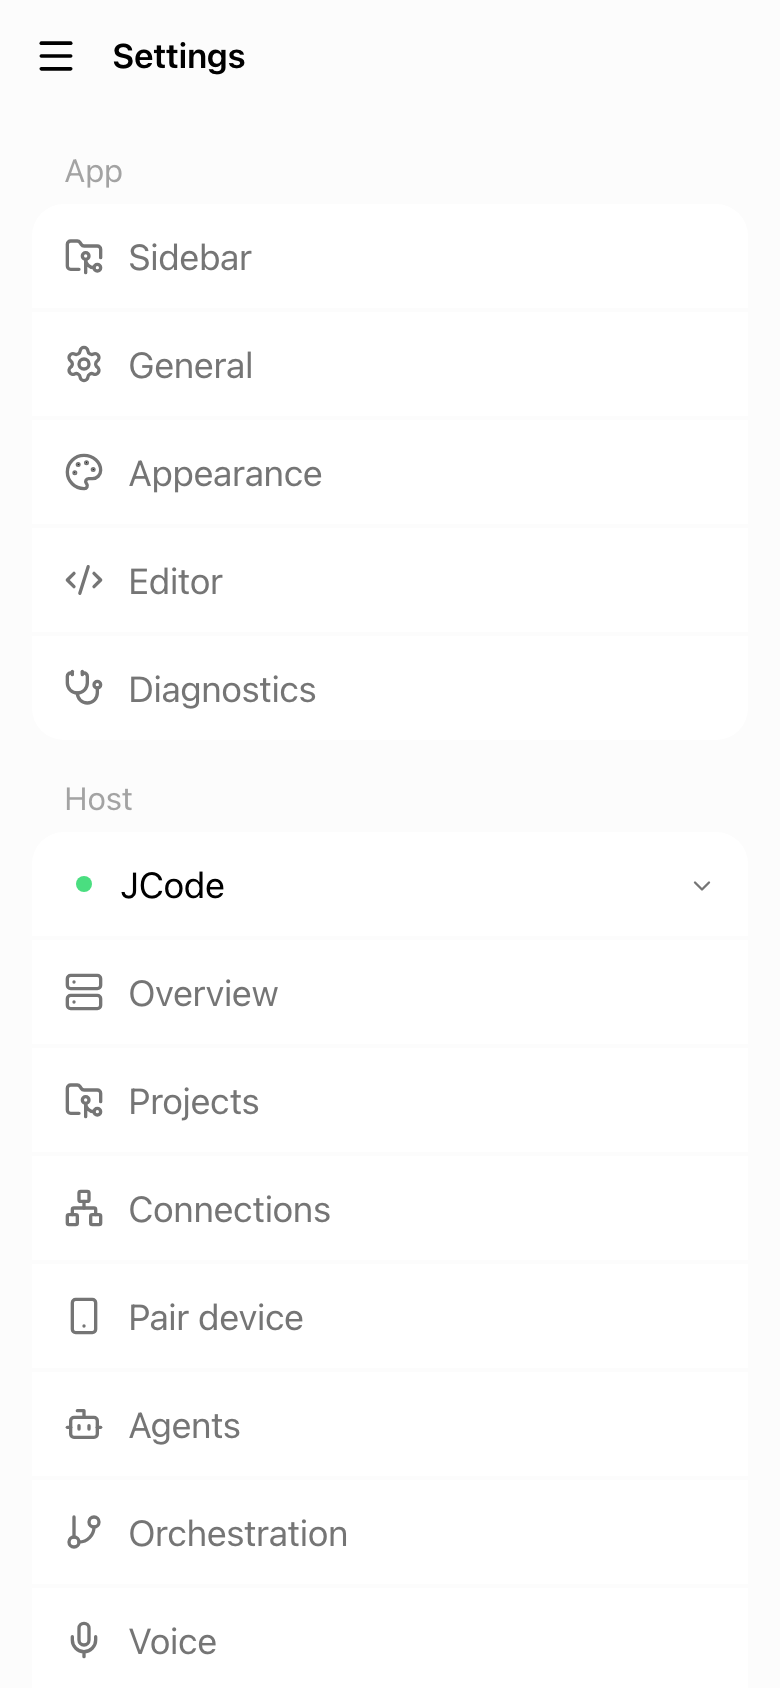 Settings
App
Sidebar
General
Appearance
Editor
Diagnostics
Host
JCode
Overview
Projects
Connections
Pair device
Agents
Orchestration
Voice